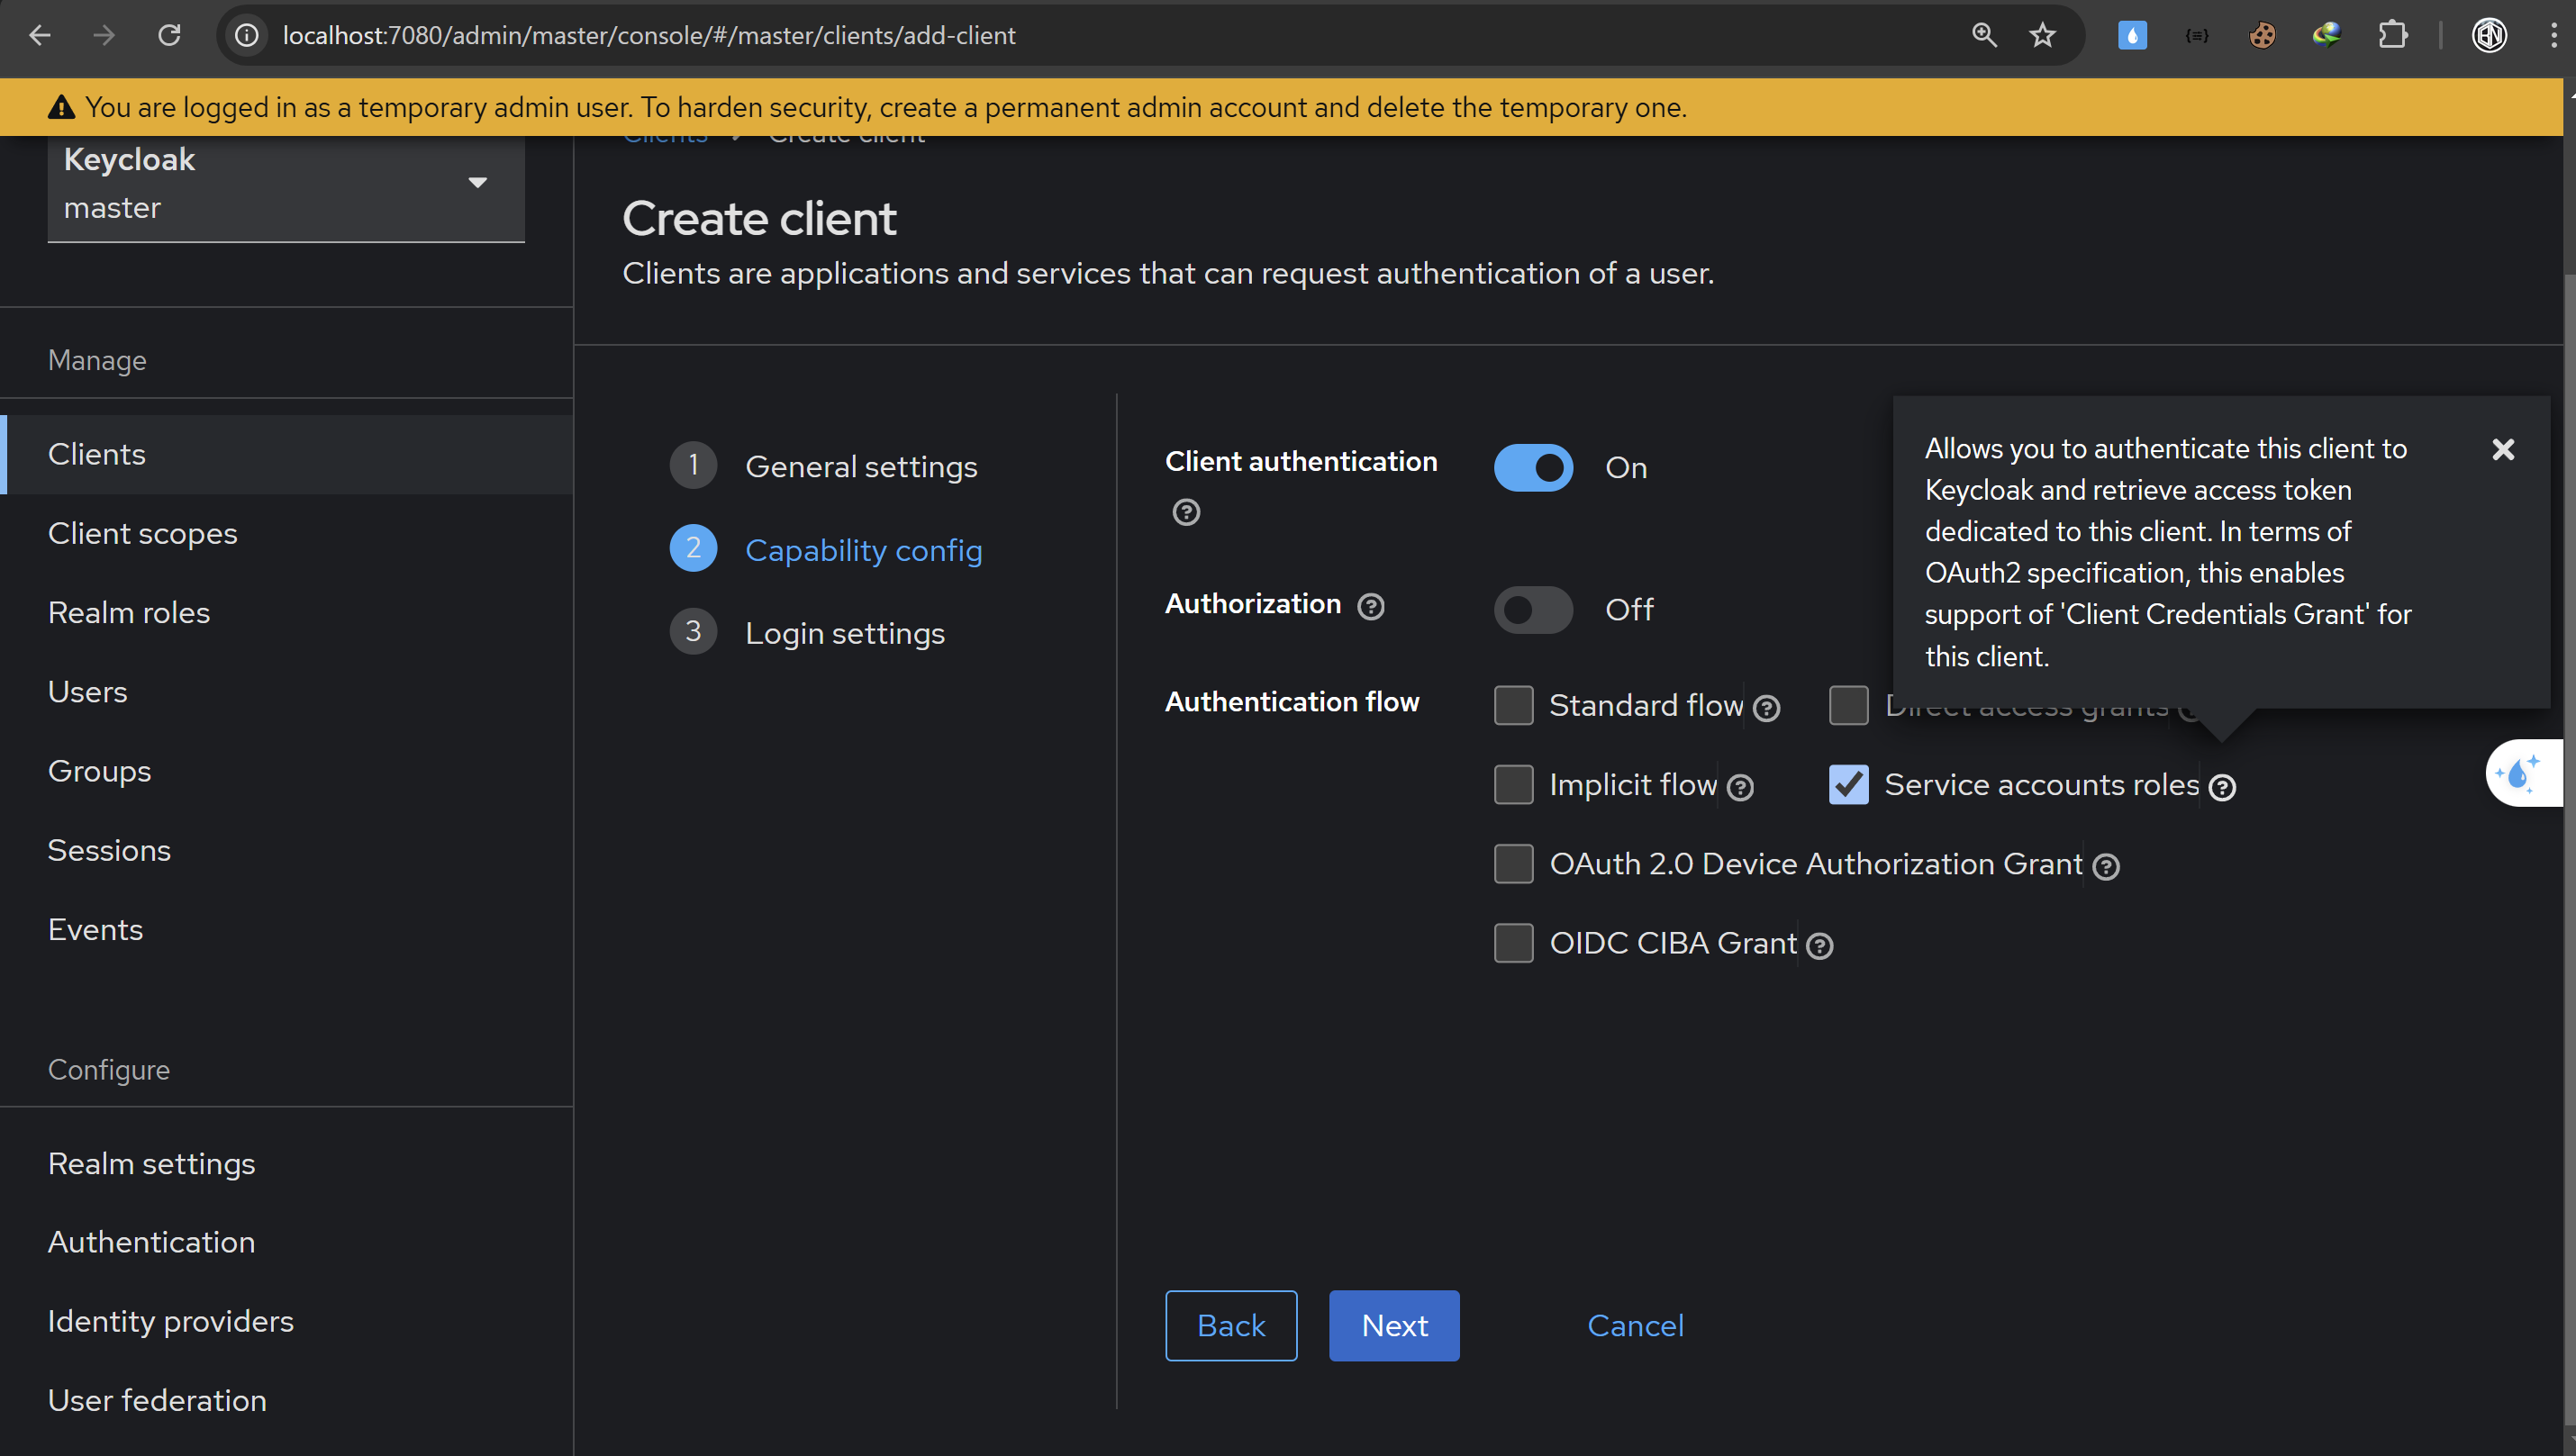 localhost:7080/admin/master/console/#/master/clients/add-client
You are logged in as a temporary admin user. To harden security, create a permanent admin account and delete the temporary one.
Keycloak
master
Manage
Clients
Client scopes
Realm roles
Users
Groups
Sessions
Events
Configure
Realm settings
Authentication
Identity providers
User federation
Clients
Create client
Create client
Clients are applications and services that can request authentication of a user.
1 General settings
2 Capability config
3 Login settings
Client authentication
On
Authorization
Off
Authentication flow
Standard flow
Direct access grants
Implicit flow
Service accounts roles
OAuth 2.0 Device Authorization Grant
OIDC CIBA Grant
Allows you to authenticate this client to
Keycloak and retrieve access token
dedicated to this client. In terms of
OAuth2 specification, this enables
support of 'Client Credentials Grant' for
this client.
Back
Next
Cancel